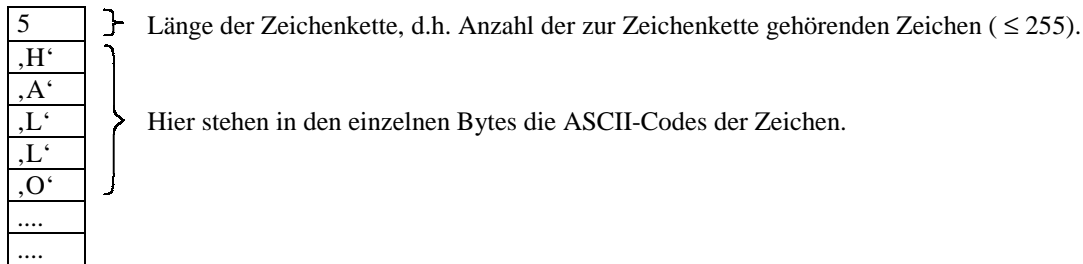 5 Länge der Zeichenkette, d.h. Anzahl der zur Zeichenkette gehörenden Zeichen ( ≤ 255).
‚H‘
‚A‘
‚L‘ Hier stehen in den einzelnen Bytes die ASCII-Codes der Zeichen.
‚L‘
‚O‘
....
....